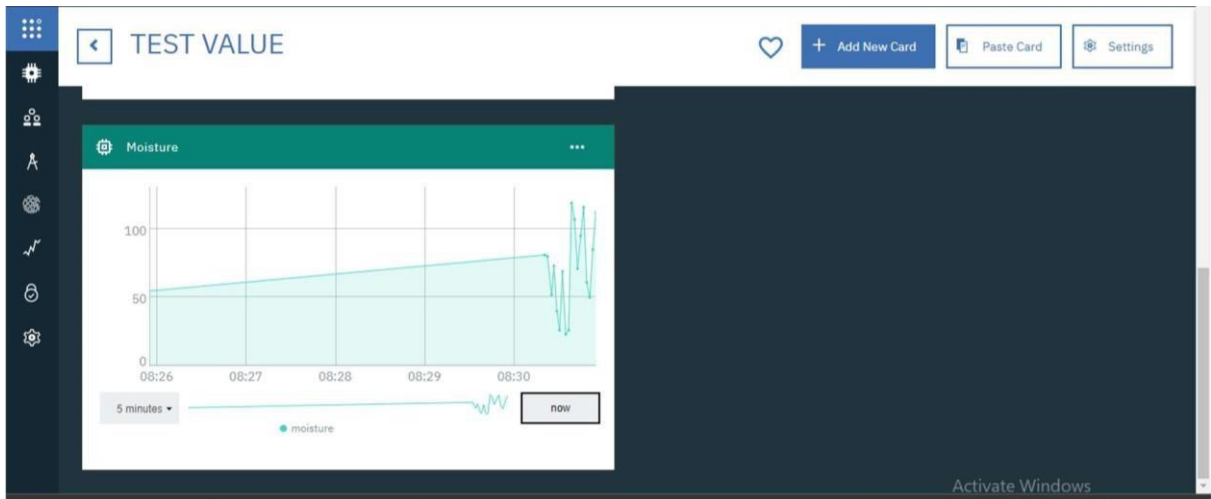 TEST VALUE
+ Add New Card
Paste Card
Settings
Moisture
100
50
0
08:26 08:27 08:28 08:29 08:30
5 minutes
now
moisture
Activate Windows